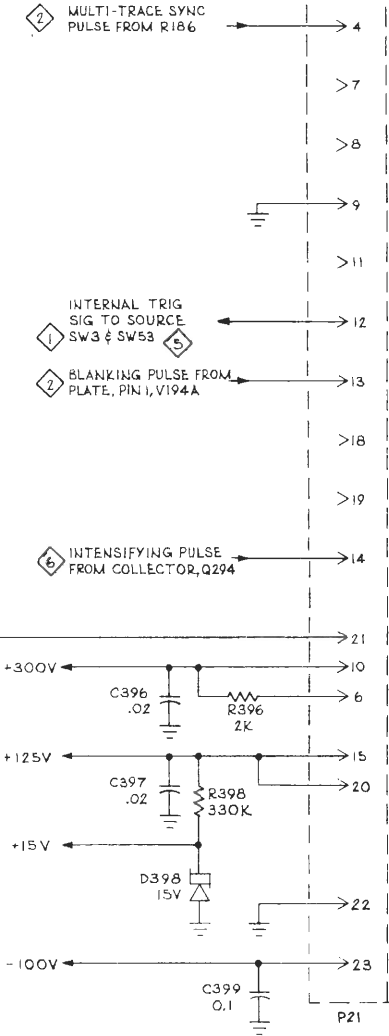 2 MULTI-TRACE SYNC
PULSE FROM R186
4
7
8
9
11
INTERNAL TRIG
SIG TO SOURCE
1 SW3 & SW53 5
12
2 BLANKING PULSE FROM
PLATE, PIN 1, V194A
13
18
19
6 INTENSIFYING PULSE
FROM COLLECTOR, Q294
14
21
+300V
10
C396
.02
R396
2K
6
+125V
15
C397
.02
R398
330K
20
+15V
D398
15V
22
-100V
23
C399
0.1
P21